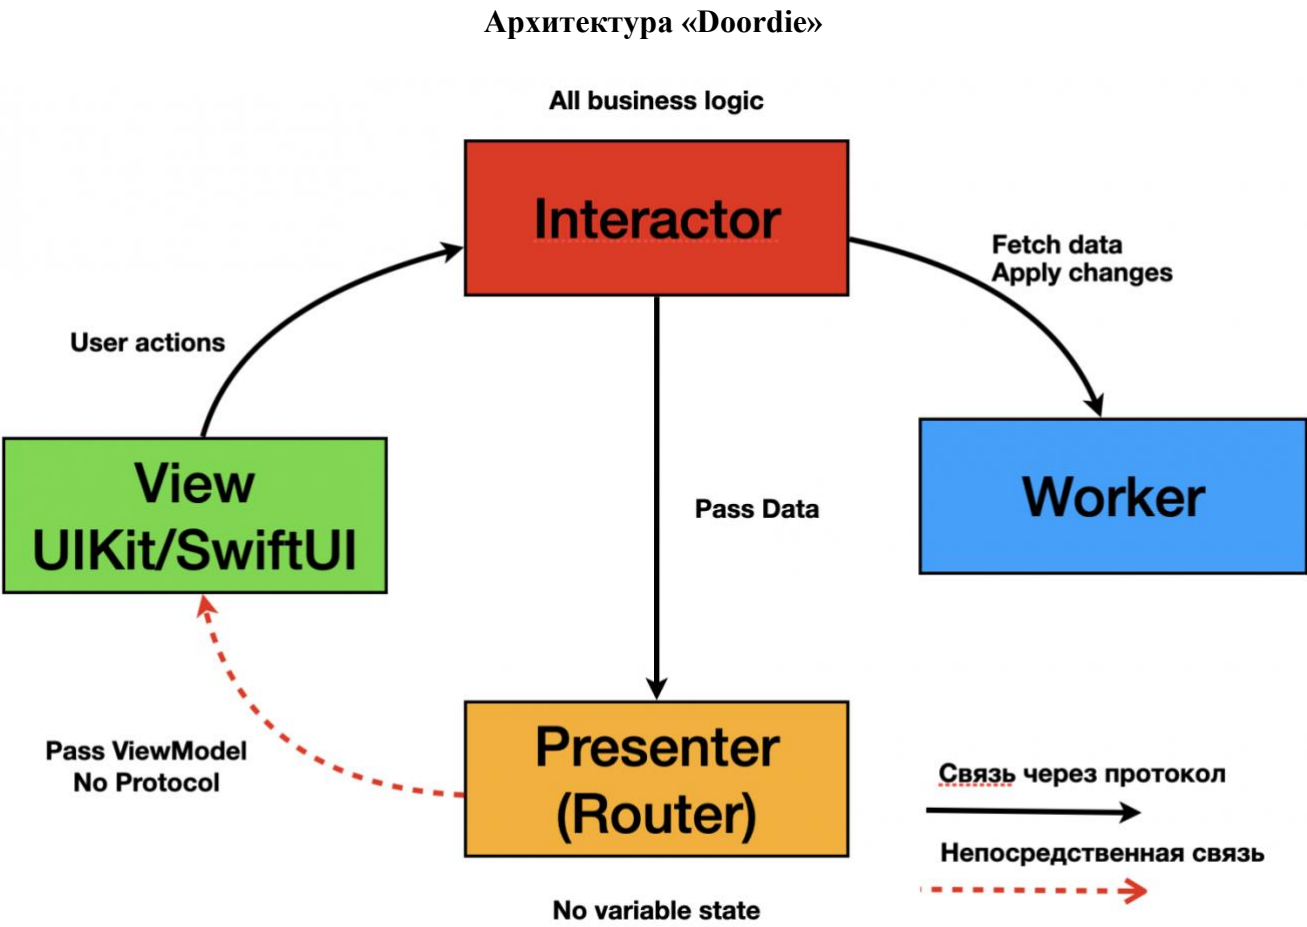 Архитектура «Doordie»
All business logic
Interactor
Fetch data
Apply changes
User actions
View
UIKit/SwiftUI
Worker
Pass Data
Presenter
(Router)
Pass ViewModel
No Protocol
Связь через протокол
Непосредственная связь
No variable state